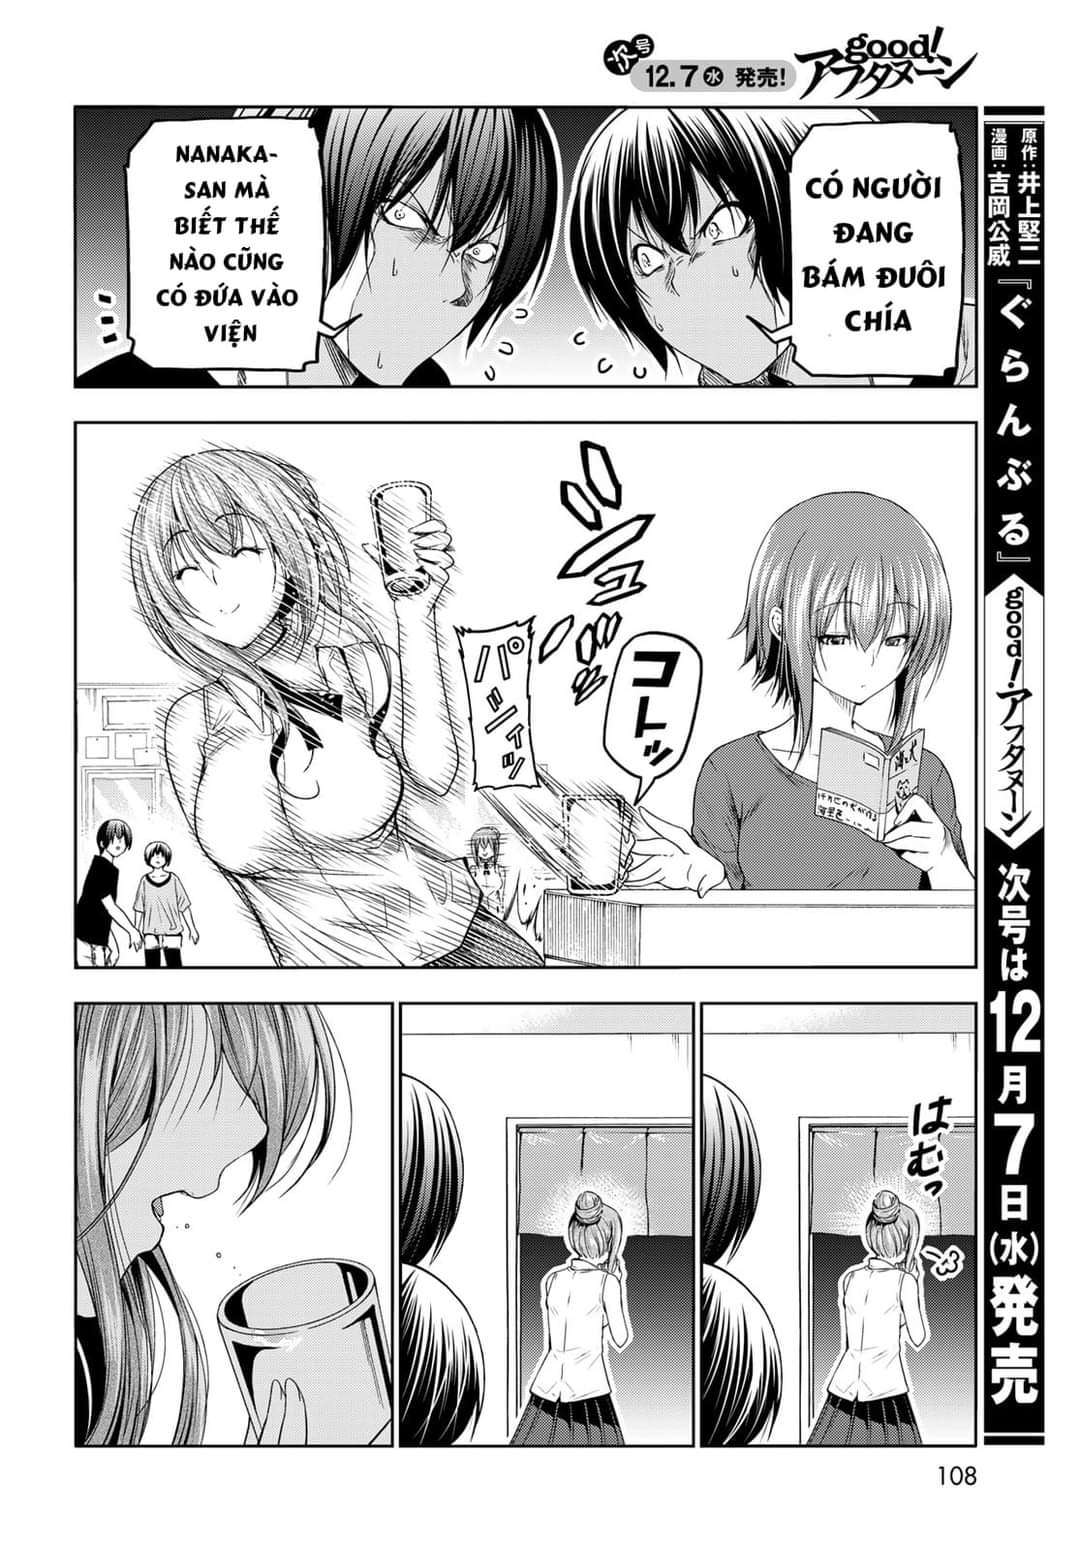 good!
アフタヌーン
次号
12.7水 発売!
原作:井上堅二
漫画:吉岡公威
『ぐらんぶる』
good!アフタヌーン
次号は12月7日(水)発売
CÓ NGƯỜI
ĐANG
BÁM ĐUÔI
CHÍA
NANAKA-
SAN MÀ
BIẾT THẾ
NÀO CŨNG
CÓ ĐỨA VÀO
VIỆN
コトッ
パシィッ
はむっ
108